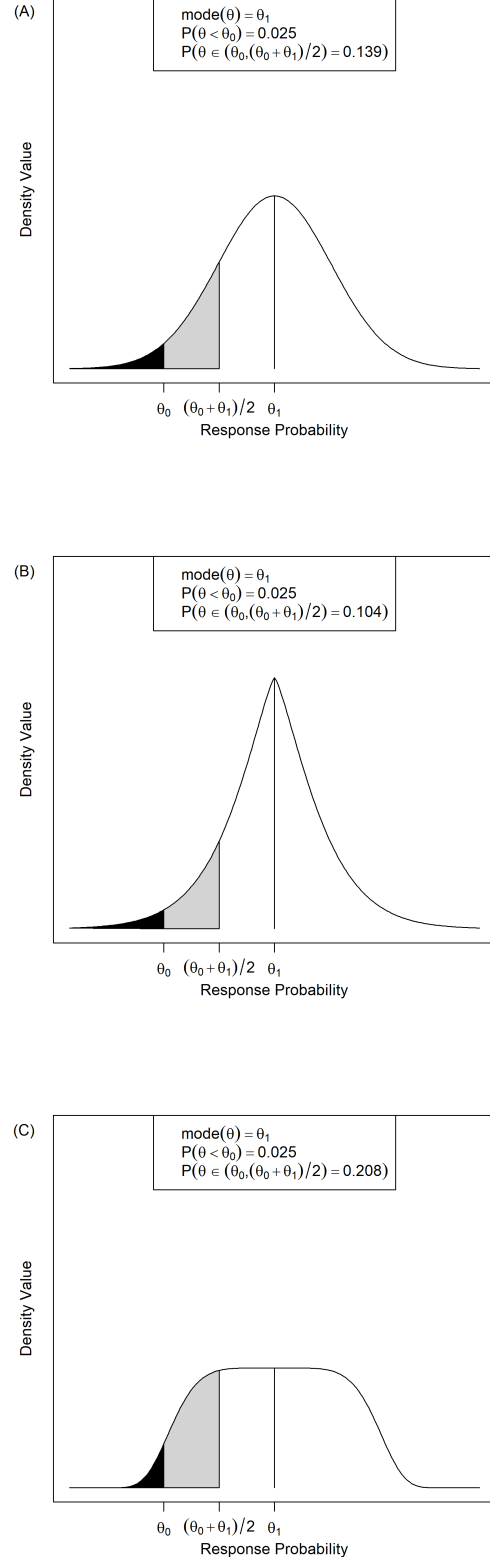 (A)
mode(θ) = θ₁
P(θ < θ₀) = 0.025
P(θ ∈ (θ₀,(θ₀+θ₁)/2) = 0.139)
Density Value
θ₀ (θ₀+θ₁)/2 θ₁
Response Probability
(B)
mode(θ) = θ₁
P(θ < θ₀) = 0.025
P(θ ∈ (θ₀,(θ₀+θ₁)/2) = 0.104)
Density Value
θ₀ (θ₀+θ₁)/2 θ₁
Response Probability
(C)
mode(θ) = θ₁
P(θ < θ₀) = 0.025
P(θ ∈ (θ₀,(θ₀+θ₁)/2) = 0.208)
Density Value
θ₀ (θ₀+θ₁)/2 θ₁
Response Probability